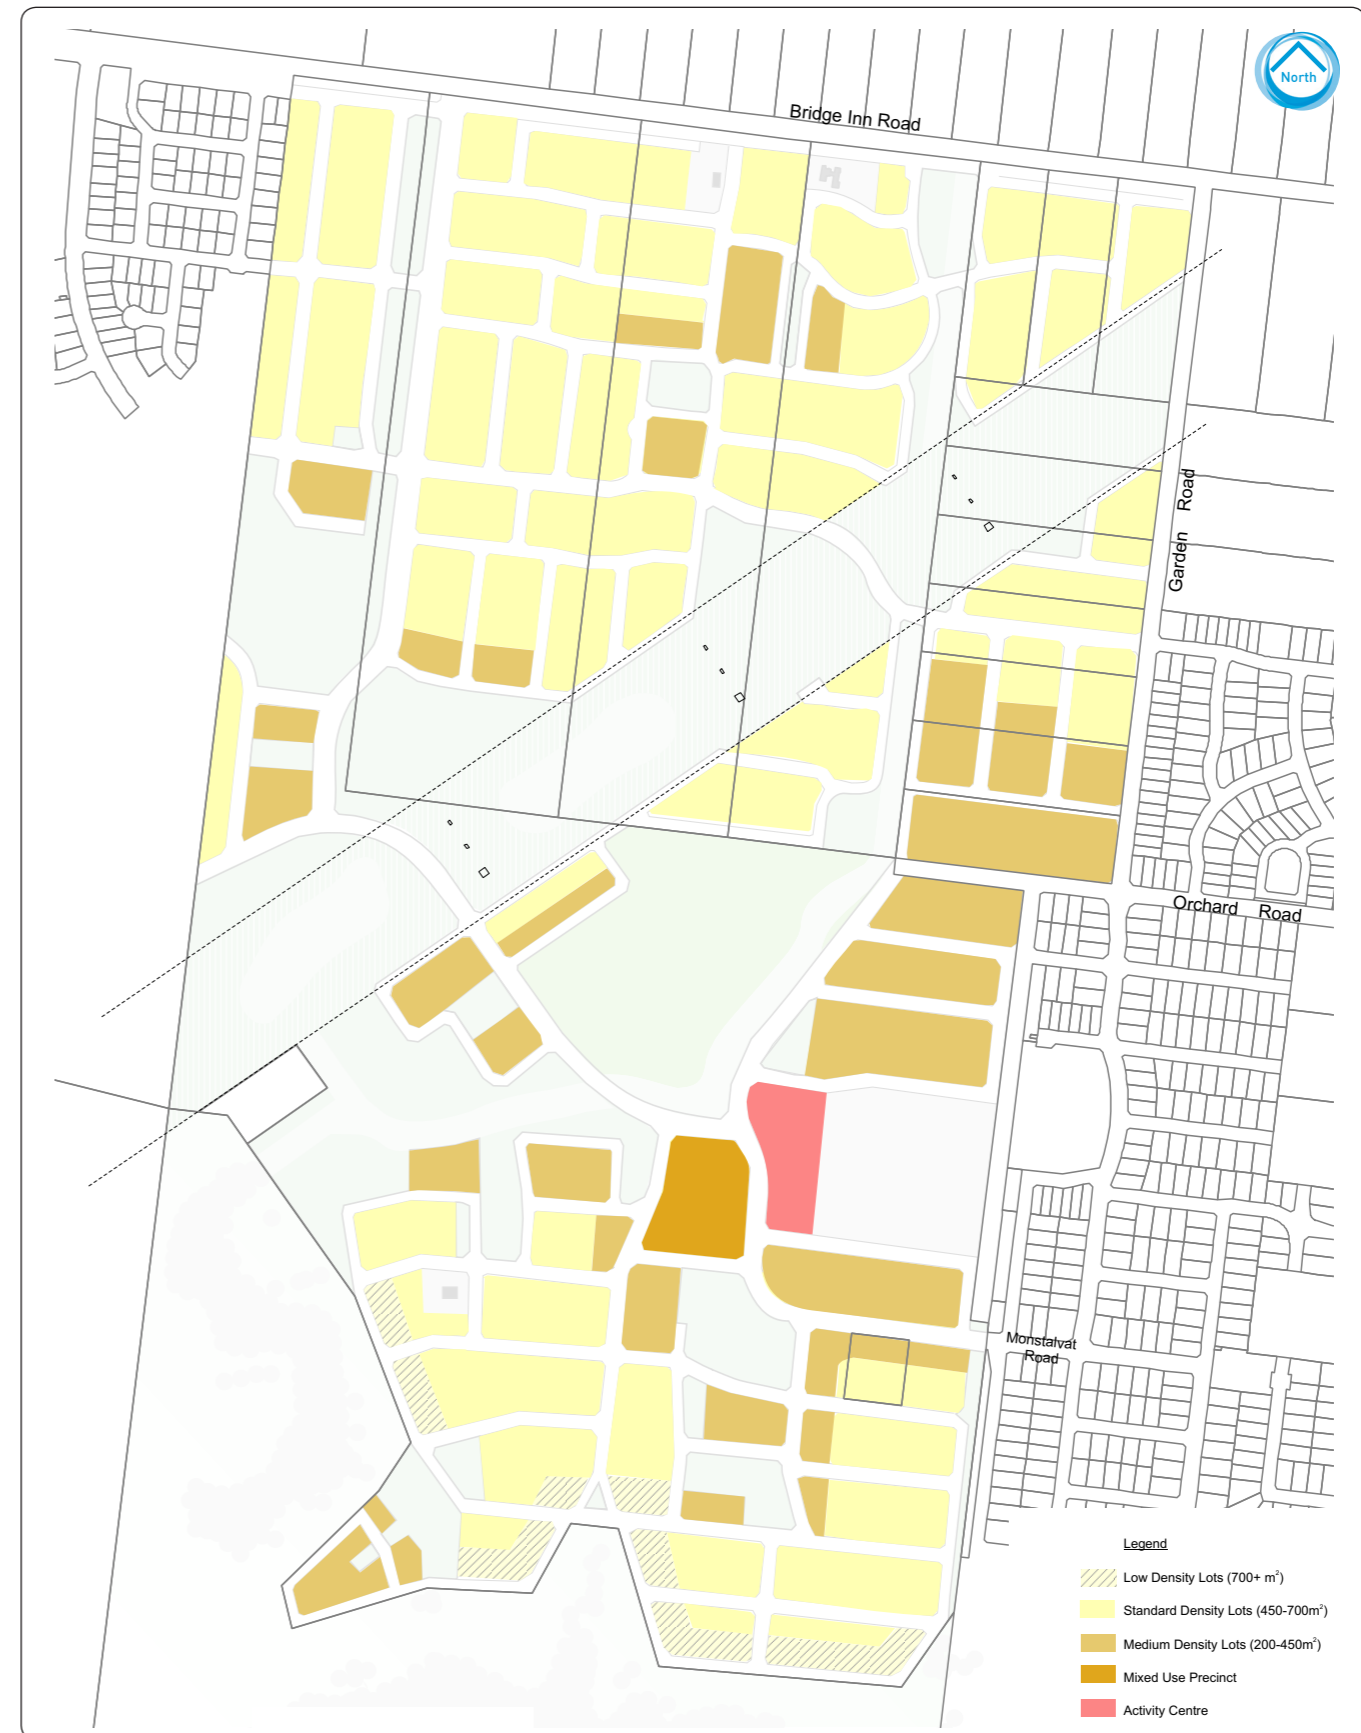 North
Bridge Inn Road
Garden Road
Orchard Road
Monstalvat
Road
Legend
Low Density Lots (700+ m²)
Standard Density Lots (450-700m²)
Medium Density Lots (200-450m²)
Mixed Use Precinct
Activity Centre